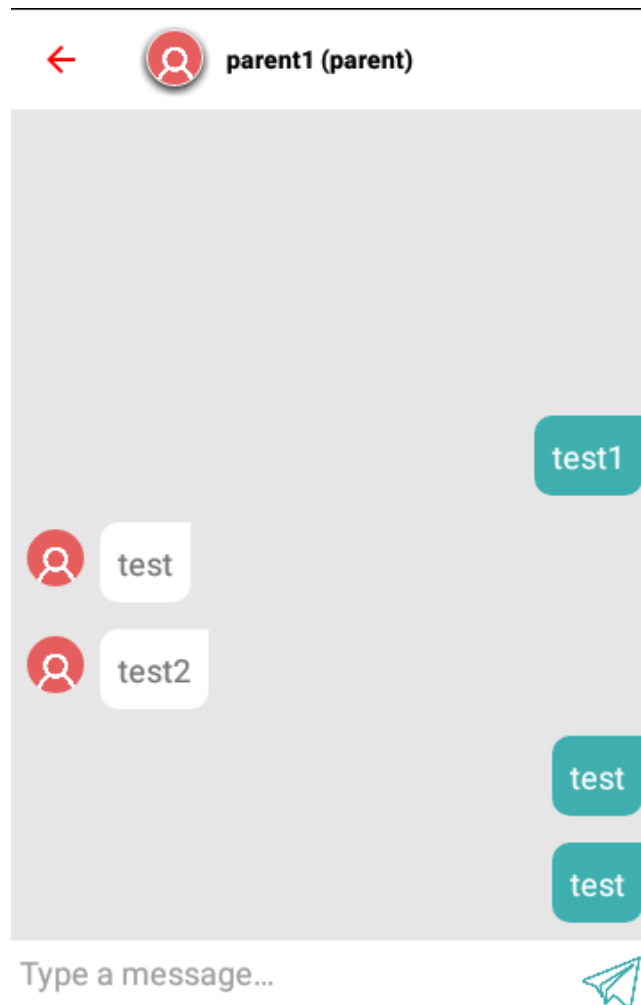 parent1 (parent)
test1
test
test2
test
test
Type a message...